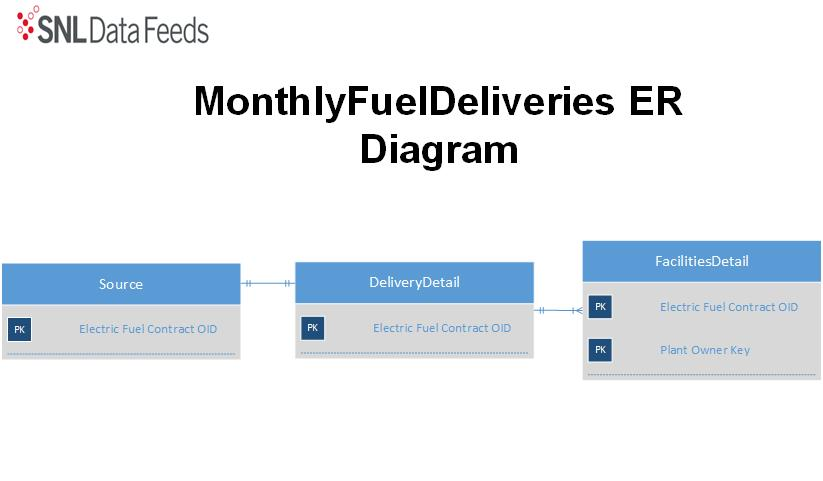 SNL Data Feeds
MonthlyFuelDeliveries ER
Diagram
Source
PK Electric Fuel Contract OID
DeliveryDetail
PK Electric Fuel Contract OID
FacilitiesDetail
PK Electric Fuel Contract OID
PK Plant Owner Key